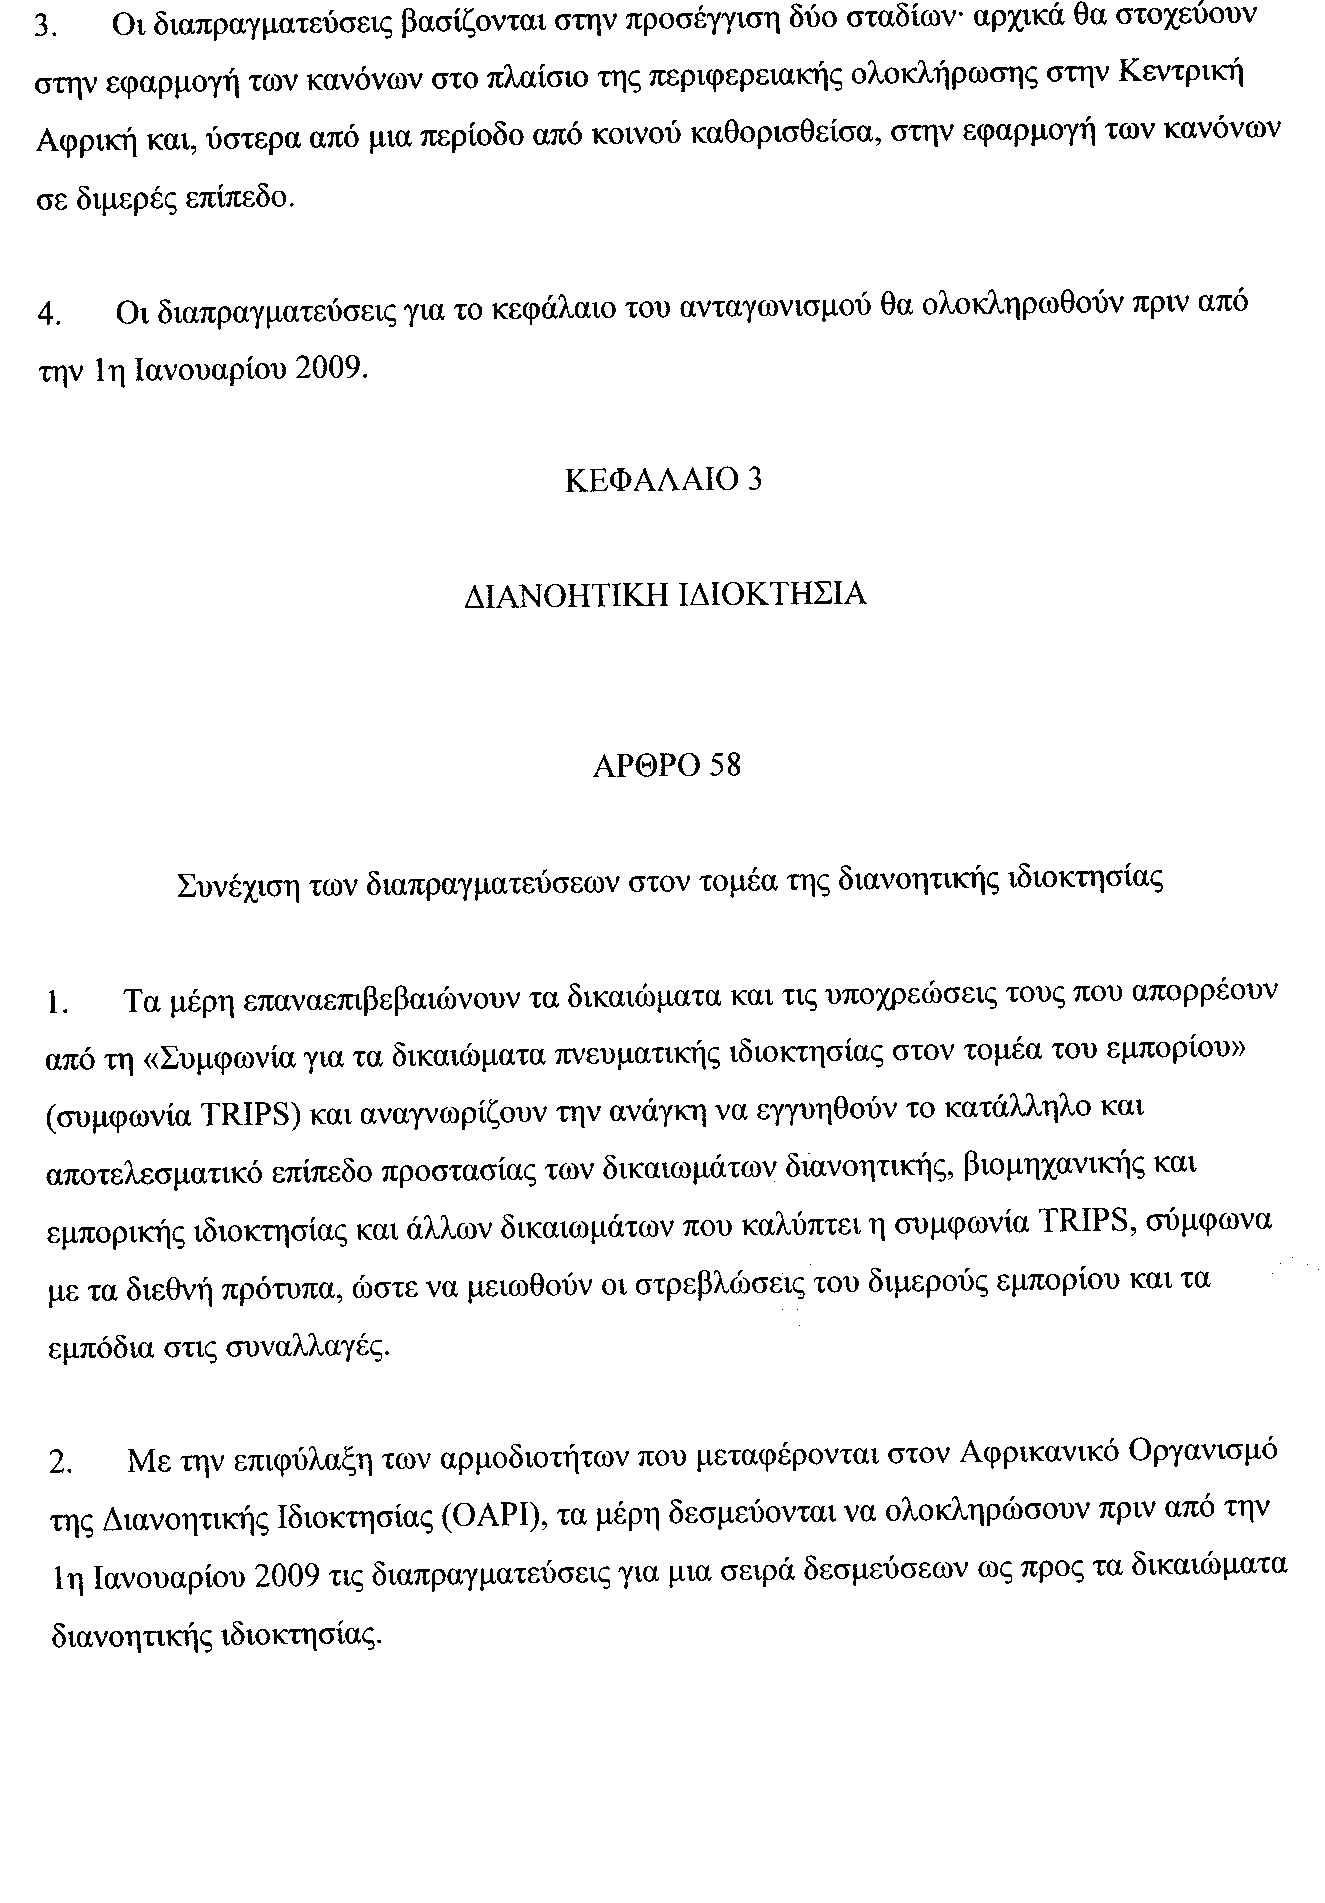 3. Οι διαπραγματεύσεις βασίζονται στην προσέγγιση δύο σταδίων· αρχικά θα στοχεύουν
στην εφαρμογή των κανόνων στο πλαίσιο της περιφερειακής ολοκλήρωσης στην Κεντρική
Αφρική και, ύστερα από μια περίοδο από κοινού καθορισθείσα, στην εφαρμογή των κανόνων
σε διμερές επίπεδο.
4. Οι διαπραγματεύσεις για το κεφάλαιο του ανταγωνισμού θα ολοκληρωθούν πριν από
την 1η Ιανουαρίου 2009.
ΚΕΦΑΛΑΙΟ 3
ΔΙΑΝΟΗΤΙΚΗ ΙΔΙΟΚΤΗΣΙΑ
ΑΡΘΡΟ 58
Συνέχιση των διαπραγματεύσεων στον τομέα της διανοητικής ιδιοκτησίας
1. Τα μέρη επαναεπιβεβαιώνουν τα δικαιώματα και τις υποχρεώσεις τους που απορρέουν
από τη «Συμφωνία για τα δικαιώματα πνευματικής ιδιοκτησίας στον τομέα του εμπορίου»
(συμφωνία TRIPS) και αναγνωρίζουν την ανάγκη να εγγυηθούν το κατάλληλο και
αποτελεσματικό επίπεδο προστασίας των δικαιωμάτων διανοητικής, βιομηχανικής και
εμπορικής ιδιοκτησίας και άλλων δικαιωμάτων που καλύπτει η συμφωνία TRIPS, σύμφωνα
με τα διεθνή πρότυπα, ώστε να μειωθούν οι στρεβλώσεις του διμερούς εμπορίου και τα
εμπόδια στις συναλλαγές.
2. Με την επιφύλαξη των αρμοδιοτήτων που μεταφέρονται στον Αφρικανικό Οργανισμό
της Διανοητικής Ιδιοκτησίας (OAPI), τα μέρη δεσμεύονται να ολοκληρώσουν πριν από την
1η Ιανουαρίου 2009 τις διαπραγματεύσεις για μια σειρά δεσμεύσεων ως προς τα δικαιώματα
διανοητικής ιδιοκτησίας.